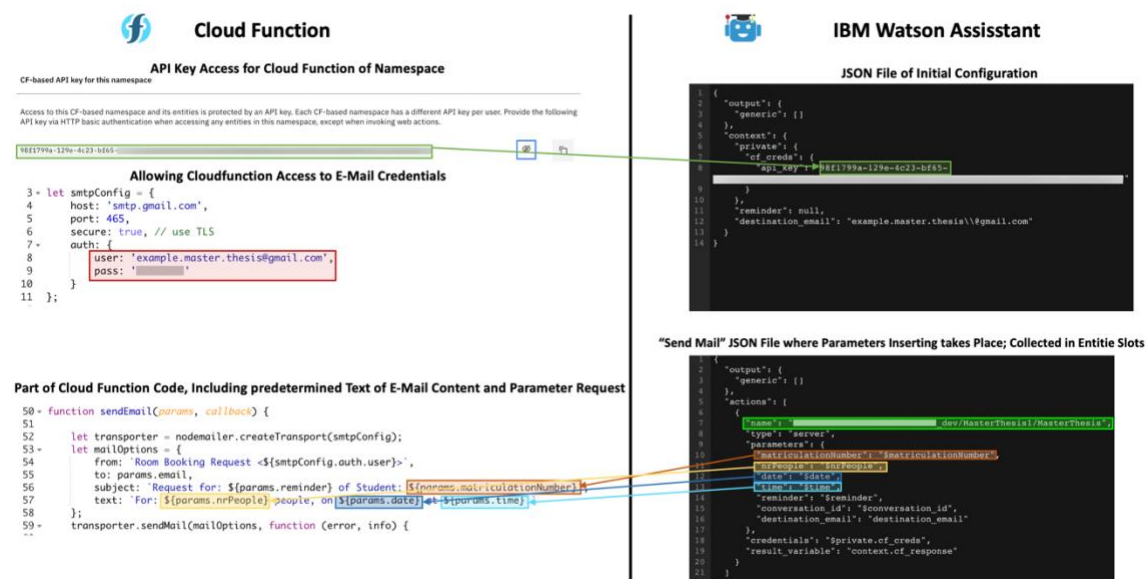 Cloud Function
API Key Access for Cloud Function of Namespace
CF-based API key for this namespace
Access to this CF-based namespace and its entities is protected by an API key. Each CF-based namespace has a different API key per user. Provide the following
API key via HTTP basic authentication when accessing any entities in this namespace, except when invoking web actions.
98f1799a-129e-4c23-bf65-
Allowing Cloudfunction Access to E-Mail Credentials
3 let smtpConfig = {
4 host: 'smtp.gmail.com',
5 port: 465,
6 secure: true, // use TLS
7 auth: {
8 user: 'example.master.thesis@gmail.com',
9 pass: ' '
10 }
11 };
Part of Cloud Function Code, Including predetermined Text of E-Mail Content and Parameter Request
50 function sendEmail(params, callback) {
51
52 let transporter = nodemailer.createTransport(smtpConfig);
53 let mailOptions = {
54 from: `Room Booking Request <${smtpConfig.auth.user}>`,
55 to: params.email,
56 subject: `Request for: ${params.reminder} of Student: ${params.matriculationNumber}`,
57 text: `For: ${params.nrPeople} people, on ${params.date} at ${params.time}`
58 };
59 transporter.sendMail(mailOptions, function (error, info) {
IBM Watson Assisstant
JSON File of Initial Configuration
1 {
2 "output": {
3 "generic": []
4 },
5 "context": {
6 "private": {
7 "cf_creds": {
8 "api_key": "98f1799a-129e-4c23-bf65-
"
9 }
10 },
11 "reminder": null,
12 "destination_email": "example.master.thesis\\@gmail.com"
13 }
14 }
“Send Mail” JSON File where Parameters Inserting takes Place; Collected in Entitie Slots
1 {
2 "output": {
3 "generic": []
4 },
5 "actions": [
6 {
7 "name": " _dev/MasterThesis1/MasterThesis",
8 "type": "server",
9 "parameters": {
10 "matriculationNumber": "$matriculationNumber",
11 "nrPeople": "$nrPeople",
12 "date": "$date",
13 "time": "$time",
14 "reminder": "$reminder",
15 "conversation_id": "$conversation_id",
16 "destination_email": "destination_email"
17 },
18 "credentials": "$private.cf_creds",
19 "result_variable": "context.cf_response"
20 }
21 ]